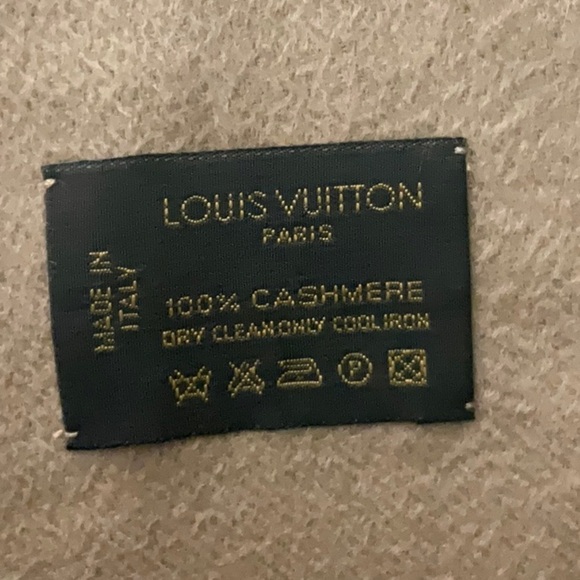 LOUIS VUITTON
PARIS
MADE IN
ITALY
100% CASHMERE
DRY CLEAN ONLY COOL IRON
P